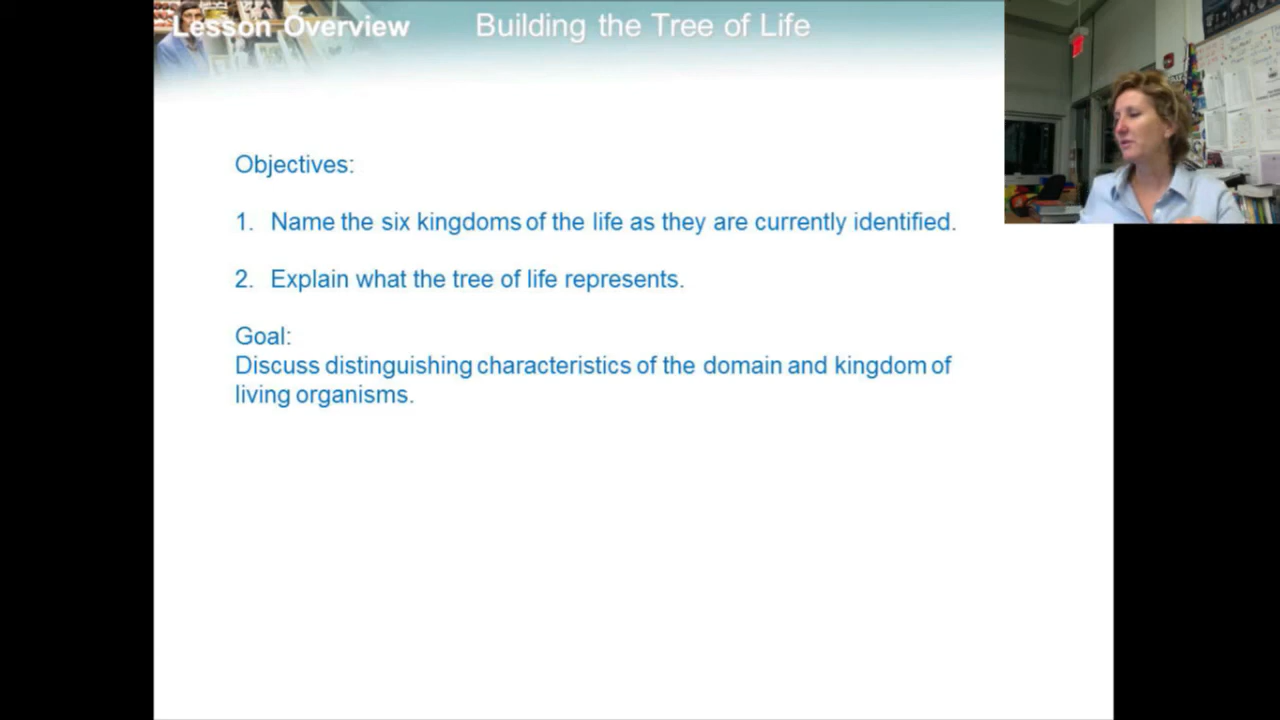 Lesson Overview Building the Tree of Life
Objectives:
1. Name the six kingdoms of the life as they are currently identified.
2. Explain what the tree of life represents.
Goal:
Discuss distinguishing characteristics of the domain and kingdom of
living organisms.